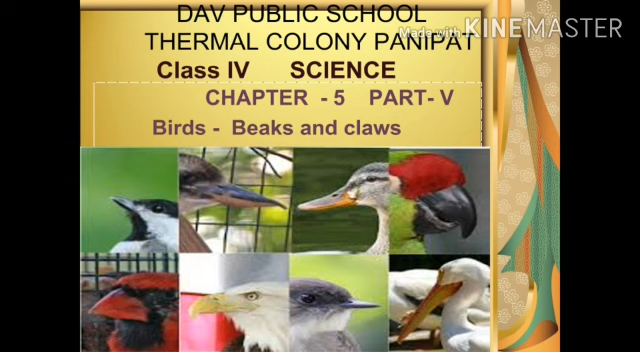 DAV PUBLIC SCHOOL
THERMAL COLONY PANIPAT
Made with KINEMASTER
Class IV SCIENCE
CHAPTER - 5 PART- V
Birds - Beaks and claws